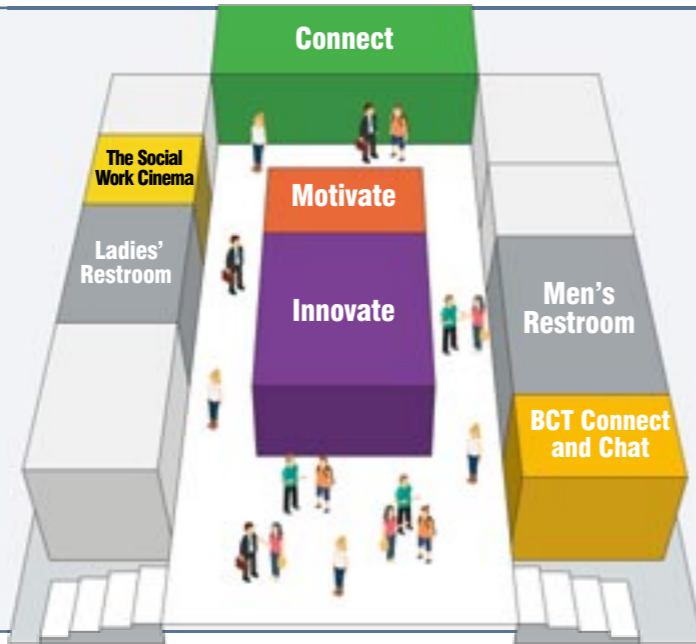 Connect
The Social
Work Cinema
Motivate
Ladies’
Restroom
Innovate
Men’s
Restroom
BCT Connect
and Chat